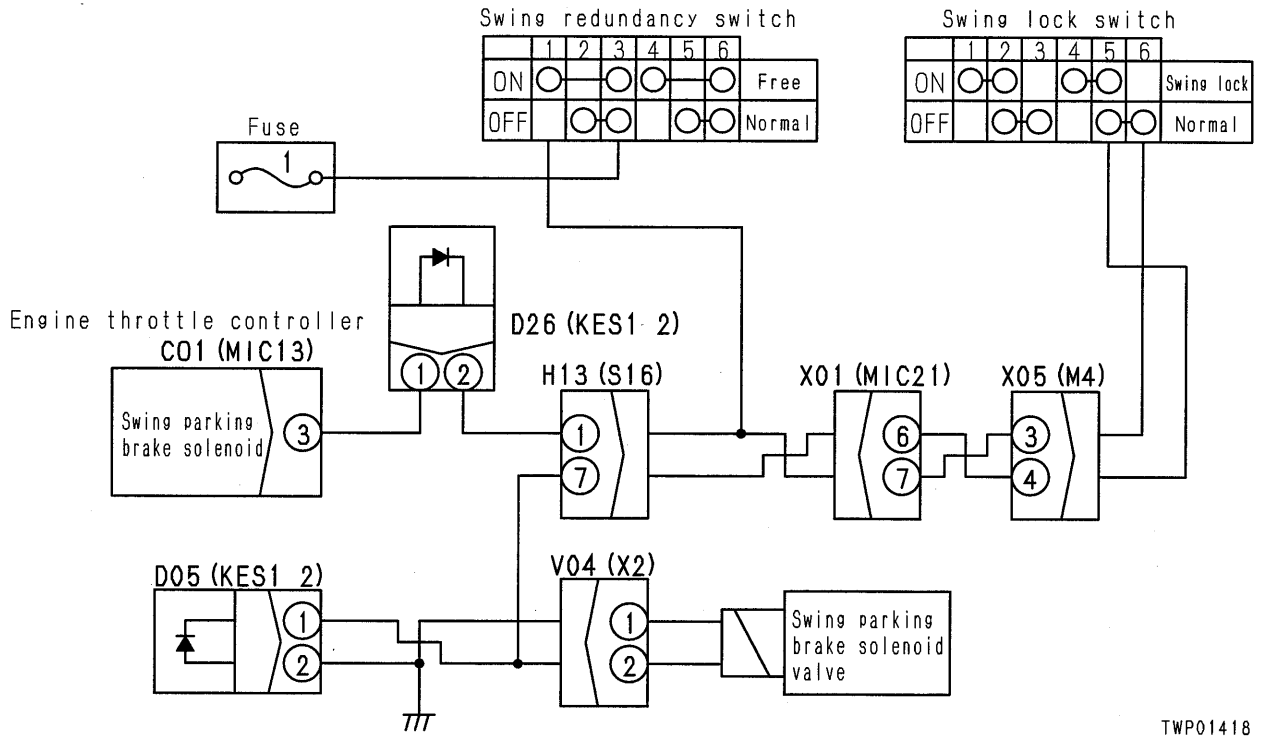 Swing redundancy switch
1 2 3 4 5 6
ON Free
OFF Normal
Swing lock switch
1 2 3 4 5 6
ON Swing lock
OFF Normal
Fuse
1
Engine throttle controller
C01 (MIC13)
Swing parking
brake solenoid
3
D26 (KES1 2)
1 2
H13 (S16)
1
7
X01 (MIC21)
6
7
X05 (M4)
3
4
D05 (KES1 2)
1
2
V04 (X2)
1
2
Swing parking
brake solenoid
valve
TWP01418